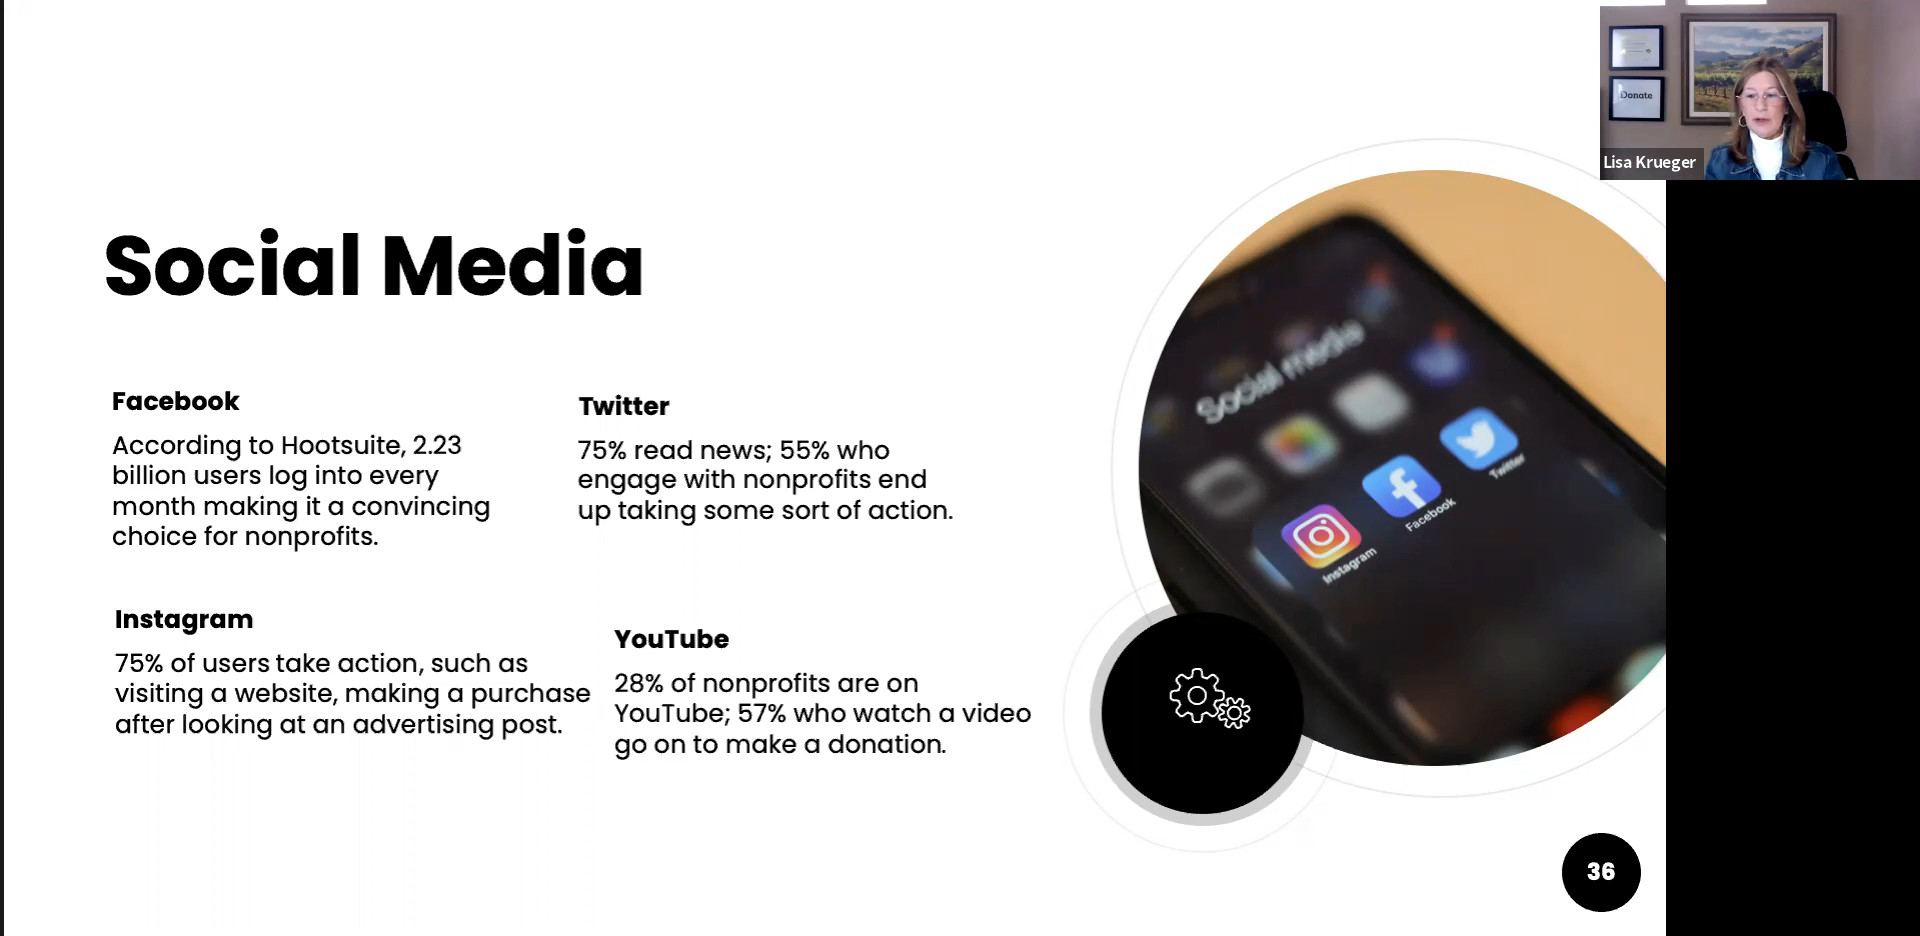 Donate
Lisa Krueger
Social Media
Facebook
According to Hootsuite, 2.23
billion users log into every
month making it a convincing
choice for nonprofits.
Twitter
75% read news; 55% who
engage with nonprofits end
up taking some sort of action.
Instagram
75% of users take action, such as
visiting a website, making a purchase
after looking at an advertising post.
YouTube
28% of nonprofits are on
YouTube; 57% who watch a video
go on to make a donation.
Social media
Twitter
Facebook
Instagram
36